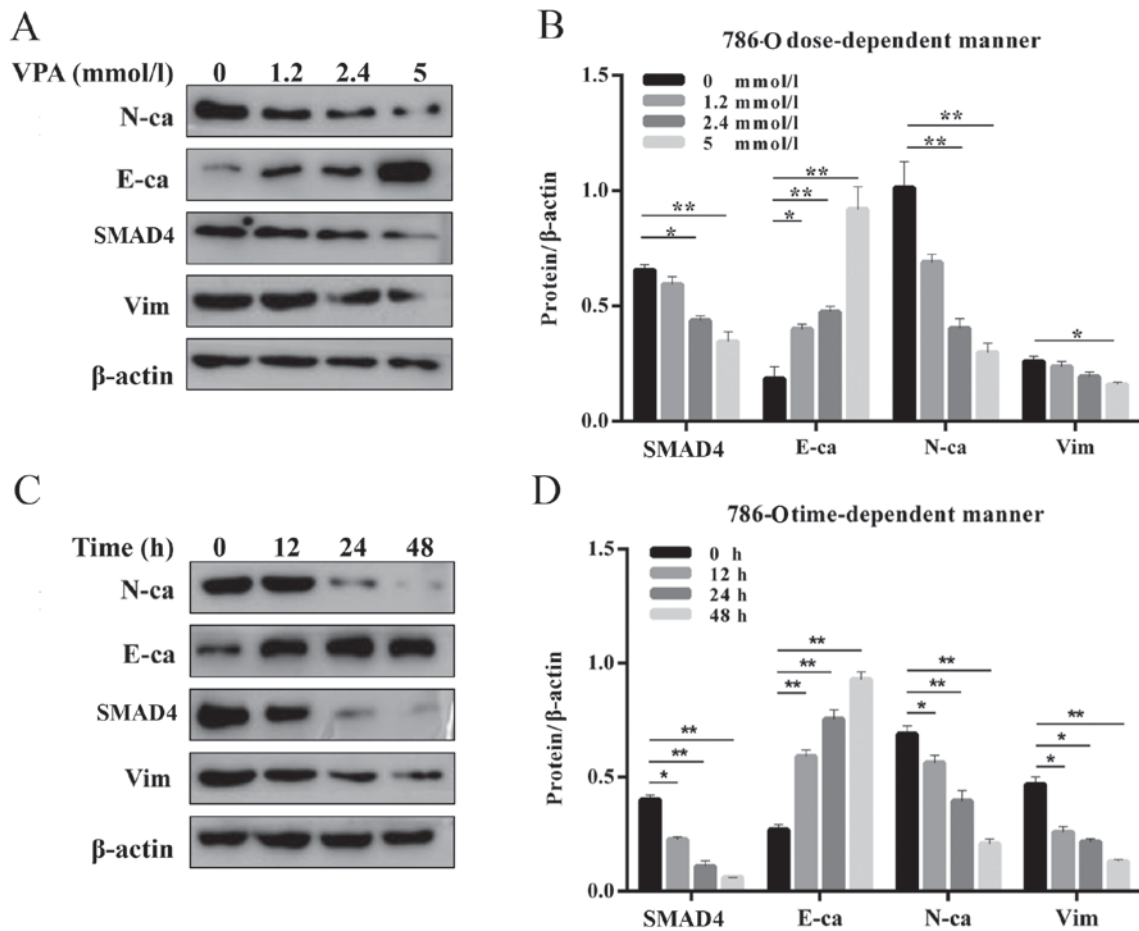 A
VPA (mmol/l) 0 1.2 2.4 5
N-ca
E-ca
SMAD4
Vim
β-actin
B
786-O dose-dependent manner
Protein/β-actin
1.5
1.0
0.5
0.0
0 mmol/l
1.2 mmol/l
2.4 mmol/l
5 mmol/l
** * ** ** * ** ** *
SMAD4 E-ca N-ca Vim
C
Time (h) 0 12 24 48
N-ca
E-ca
SMAD4
Vim
β-actin
D
786-O time-dependent manner
Protein/β-actin
1.5
1.0
0.5
0.0
0 h
12 h
24 h
48 h
** ** * ** ** ** ** ** * ** * *
SMAD4 E-ca N-ca Vim